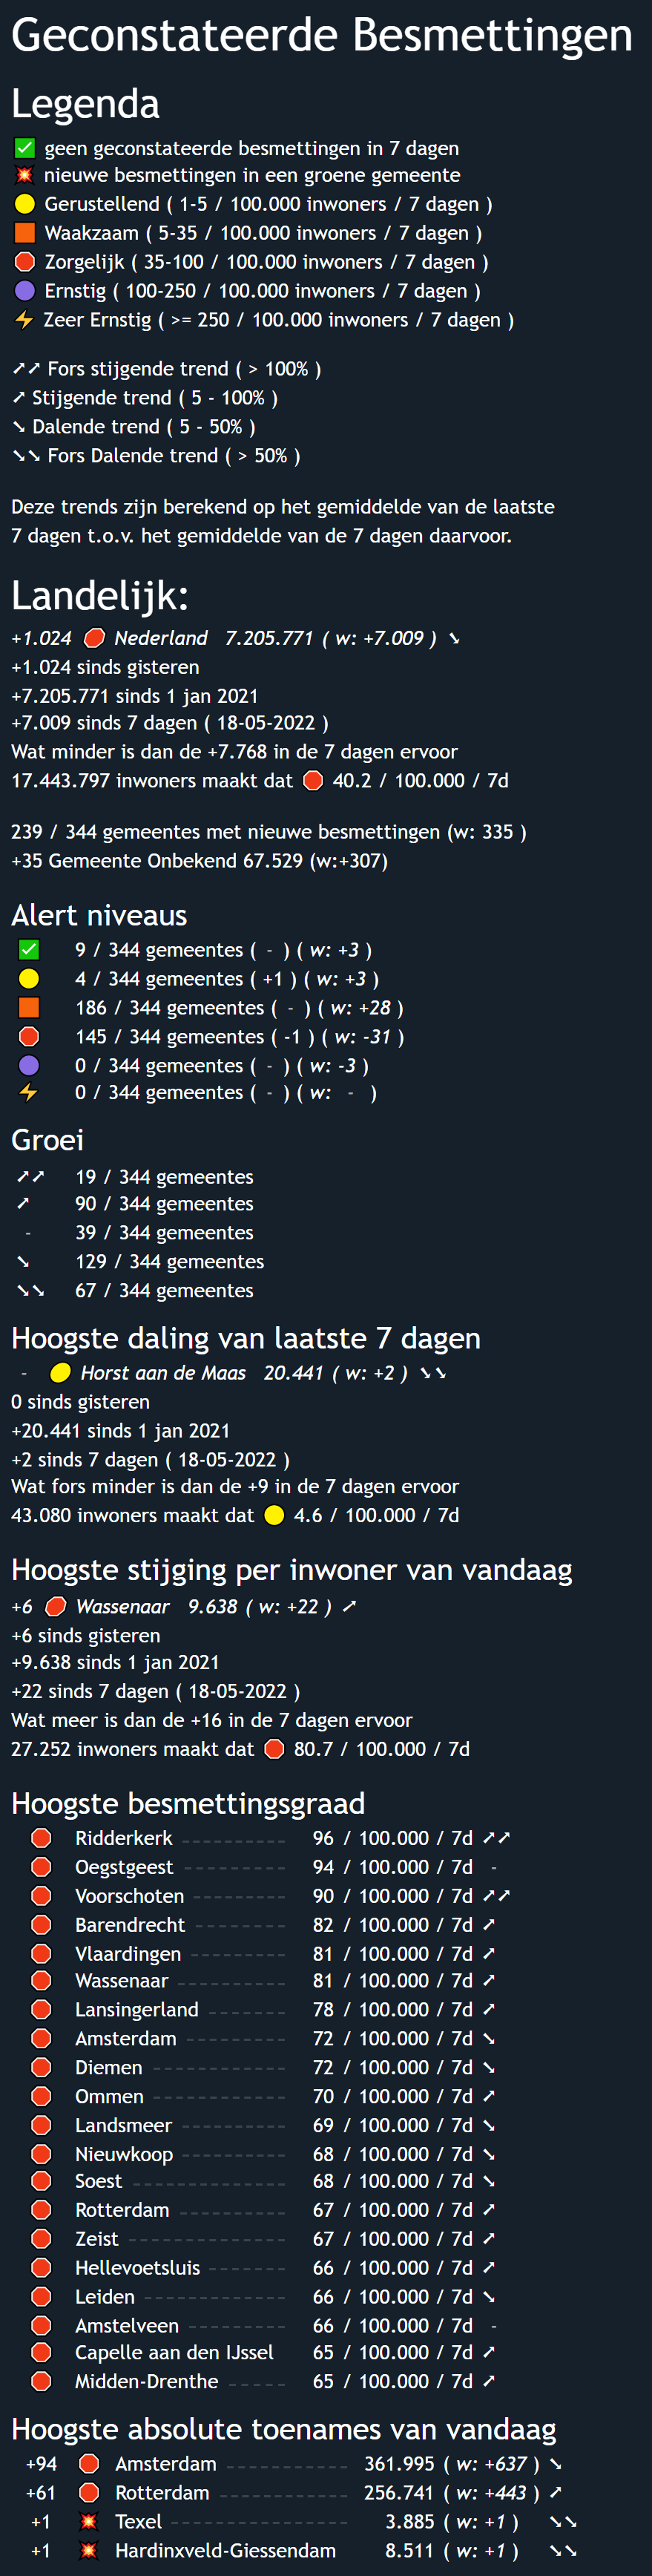 Geconstateerde Besmettingen
Legenda
✅ geen geconstateerde besmettingen in 7 dagen
💥 nieuwe besmettingen in een groene gemeente
🟡 Gerustellend ( 1-5 / 100.000 inwoners / 7 dagen )
🟧 Waakzaam ( 5-35 / 100.000 inwoners / 7 dagen )
🛑 Zorgelijk ( 35-100 / 100.000 inwoners / 7 dagen )
🟣 Ernstig ( 100-250 / 100.000 inwoners / 7 dagen )
⚡ Zeer Ernstig ( >= 250 / 100.000 inwoners / 7 dagen )
➚➚ Fors stijgende trend ( > 100% )
➚ Stijgende trend ( 5 - 100% )
➘ Dalende trend ( 5 - 50% )
➘➘ Fors Dalende trend ( > 50% )
Deze trends zijn berekend op het gemiddelde van de laatste
7 dagen t.o.v. het gemiddelde van de 7 dagen daarvoor.
Landelijk:
+1.024 🛑 Nederland 7.205.771 ( w: +7.009 ) ➘
+1.024 sinds gisteren
+7.205.771 sinds 1 jan 2021
+7.009 sinds 7 dagen ( 18-05-2022 )
Wat minder is dan de +7.768 in de 7 dagen ervoor
17.443.797 inwoners maakt dat 🛑 40.2 / 100.000 / 7d
239 / 344 gemeentes met nieuwe besmettingen (w: 335 )
+35 Gemeente Onbekend 67.529 (w:+307)
Alert niveaus
✅ 9 / 344 gemeentes ( - ) ( w: +3 )
🟡 4 / 344 gemeentes ( +1 ) ( w: +3 )
🟧 186 / 344 gemeentes ( - ) ( w: +28 )
🛑 145 / 344 gemeentes ( -1 ) ( w: -31 )
🟣 0 / 344 gemeentes ( - ) ( w: -3 )
⚡ 0 / 344 gemeentes ( - ) ( w: - )
Groei
➚➚ 19 / 344 gemeentes
➚ 90 / 344 gemeentes
- 39 / 344 gemeentes
➘ 129 / 344 gemeentes
➘➘ 67 / 344 gemeentes
Hoogste daling van laatste 7 dagen
- 🟡 Horst aan de Maas 20.441 ( w: +2 ) ➘➘
0 sinds gisteren
+20.441 sinds 1 jan 2021
+2 sinds 7 dagen ( 18-05-2022 )
Wat fors minder is dan de +9 in de 7 dagen ervoor
43.080 inwoners maakt dat 🟡 4.6 / 100.000 / 7d
Hoogste stijging per inwoner van vandaag
+6 🛑 Wassenaar 9.638 ( w: +22 ) ➚
+6 sinds gisteren
+9.638 sinds 1 jan 2021
+22 sinds 7 dagen ( 18-05-2022 )
Wat meer is dan de +16 in de 7 dagen ervoor
27.252 inwoners maakt dat 🛑 80.7 / 100.000 / 7d
Hoogste besmettingsgraad
🛑 Ridderkerk ---------- 96 / 100.000 / 7d ➚➚
🛑 Oegstgeest ---------- 94 / 100.000 / 7d -
🛑 Voorschoten --------- 90 / 100.000 / 7d ➚➚
🛑 Barendrecht --------- 82 / 100.000 / 7d ➚
🛑 Vlaardingen --------- 81 / 100.000 / 7d ➚
🛑 Wassenaar ---------- 81 / 100.000 / 7d ➚
🛑 Lansingerland ------- 78 / 100.000 / 7d ➚
🛑 Amsterdam ---------- 72 / 100.000 / 7d ➘
🛑 Diemen ------------- 72 / 100.000 / 7d ➘
🛑 Ommen ------------- 70 / 100.000 / 7d ➚
🛑 Landsmeer ---------- 69 / 100.000 / 7d ➘
🛑 Nieuwkoop ---------- 68 / 100.000 / 7d ➘
🛑 Soest --------------- 68 / 100.000 / 7d ➘
🛑 Rotterdam ---------- 67 / 100.000 / 7d ➚
🛑 Zeist --------------- 67 / 100.000 / 7d ➚
🛑 Hellevoetsluis ------- 66 / 100.000 / 7d ➚
🛑 Leiden -------------- 66 / 100.000 / 7d ➘
🛑 Amstelveen --------- 66 / 100.000 / 7d -
🛑 Capelle aan den IJssel 65 / 100.000 / 7d ➚
🛑 Midden-Drenthe ----- 65 / 100.000 / 7d ➚
Hoogste absolute toenames van vandaag
+94 🛑 Amsterdam ------------ 361.995 ( w: +637 ) ➘
+61 🛑 Rotterdam ------------ 256.741 ( w: +443 ) ➚
+1 💥 Texel ----------------- 3.885 ( w: +1 ) ➘➘
+1 💥 Hardinxveld-Giessendam 8.511 ( w: +1 ) ➘➘